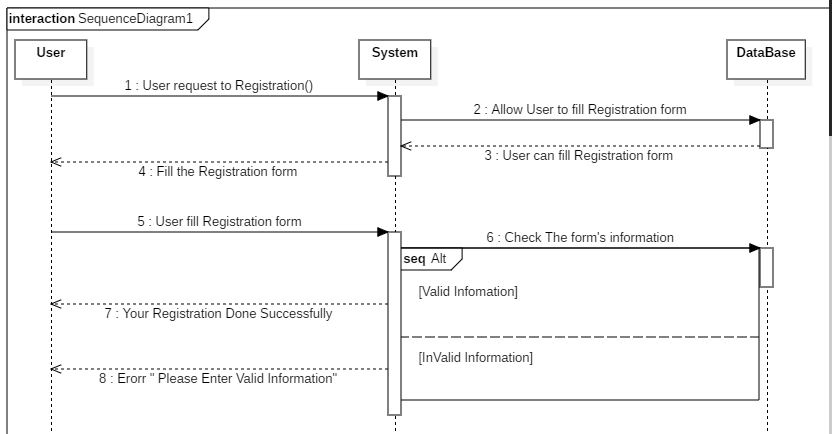 interaction SequenceDiagram1
User
System
DataBase
1 : User request to Registration()
2 : Allow User to fill Registration form
3 : User can fill Registration form
4 : Fill the Registration form
5 : User fill Registration form
6 : Check The form's information
seq Alt
[Valid Infomation]
7 : Your Registration Done Successfully
[InValid Information]
8 : Erorr " Please Enter Valid Information"